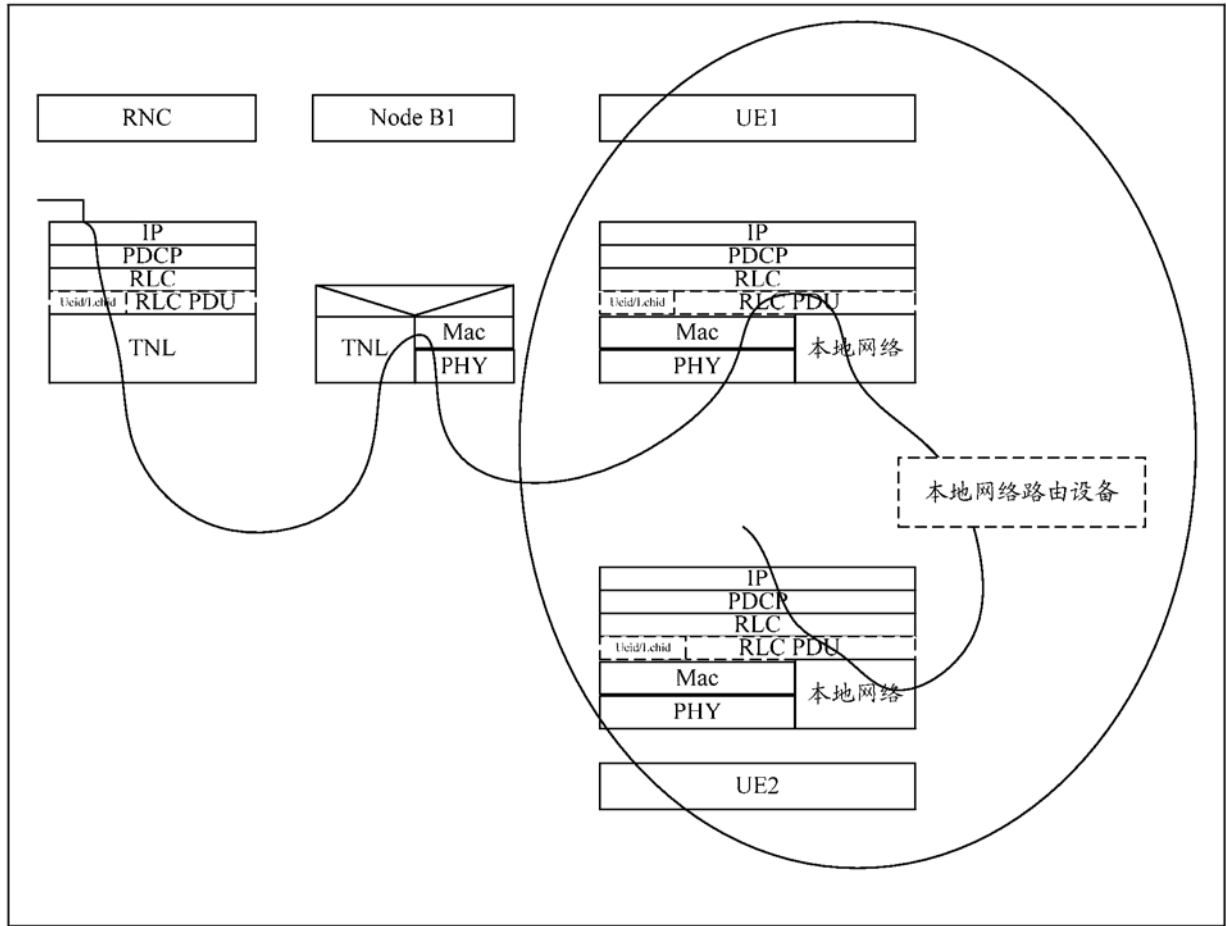 RNC
Node B1
UE1
IP
PDCP
RLC
Ucid/Lchid RLC PDU
TNL
TNL
Mac
PHY
IP
PDCP
RLC
Ucid/Lchid RLC PDU
Mac
PHY
本地网络
本地网络路由设备
IP
PDCP
RLC
Ucid/Lchid RLC PDU
Mac
PHY
本地网络
UE2